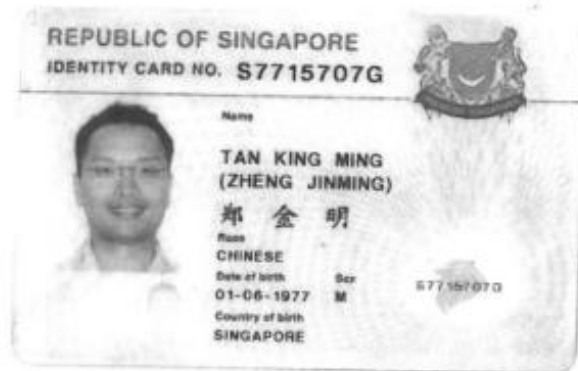 REPUBLIC OF SINGAPORE
IDENTITY CARD NO. S7715707G
Name
TAN KING MING
(ZHENG JINMING)
郑 金 明
Race
CHINESE
Date of birth Sex
01-06-1977 M
Country of birth
SINGAPORE
S7715707G